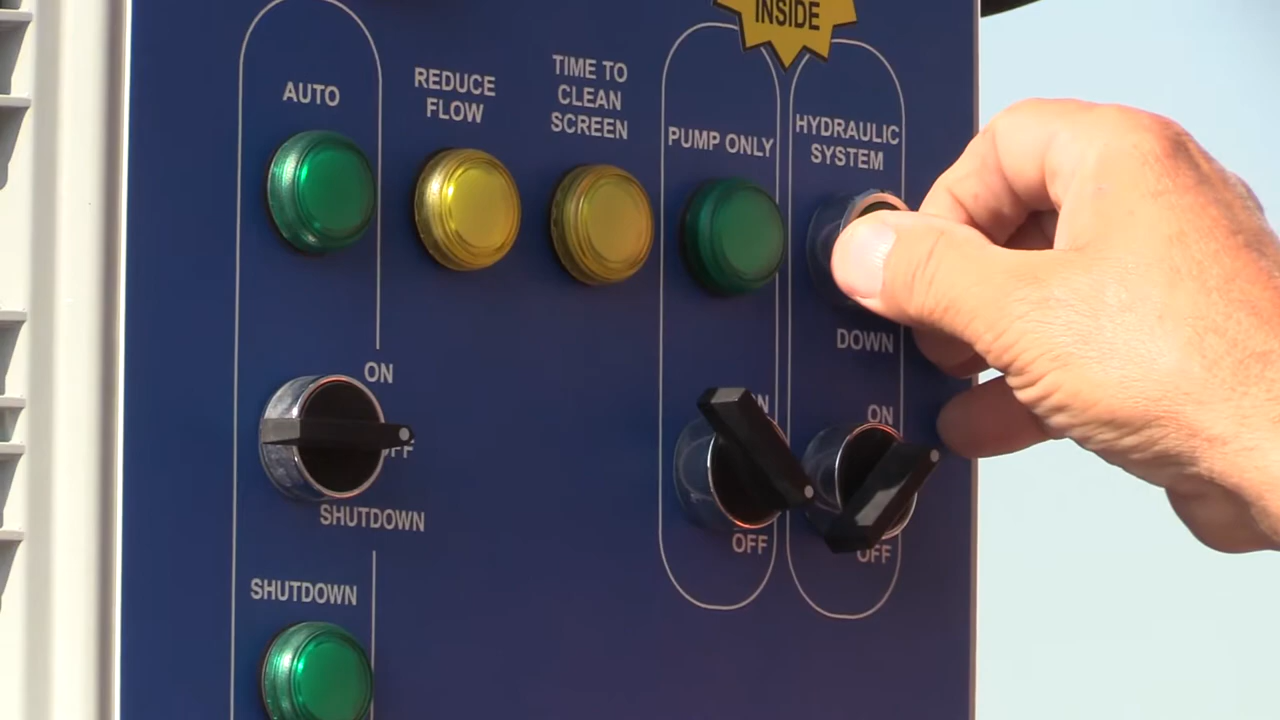 INSIDE
AUTO
REDUCE
FLOW
TIME TO
CLEAN
SCREEN
PUMP ONLY
HYDRAULIC
SYSTEM
DOWN
ON
SHUTDOWN
ON
OFF
OFF
SHUTDOWN